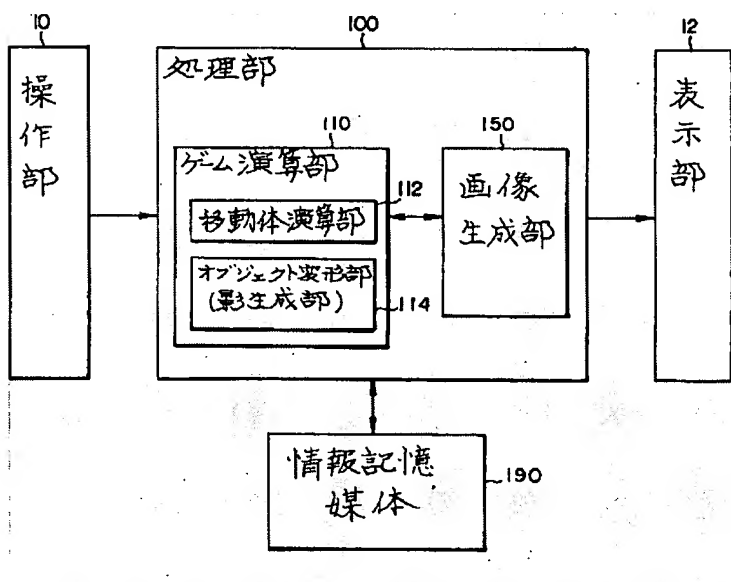 10
操
作
部
100
処理部
110
ゲーム演算部
112
移動体演算部
オブジェクト変形部
(影生成部)
114
150
画像
生成部
12
表
示
部
情報記憶
媒体
190